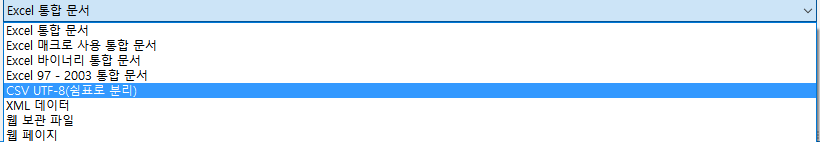 Excel 통합 문서
Excel 통합 문서
Excel 매크로 사용 통합 문서
Excel 바이너리 통합 문서
Excel 97 - 2003 통합 문서
CSV UTF-8(쉼표로 분리)
XML 데이터
웹 보관 파일
웹 페이지